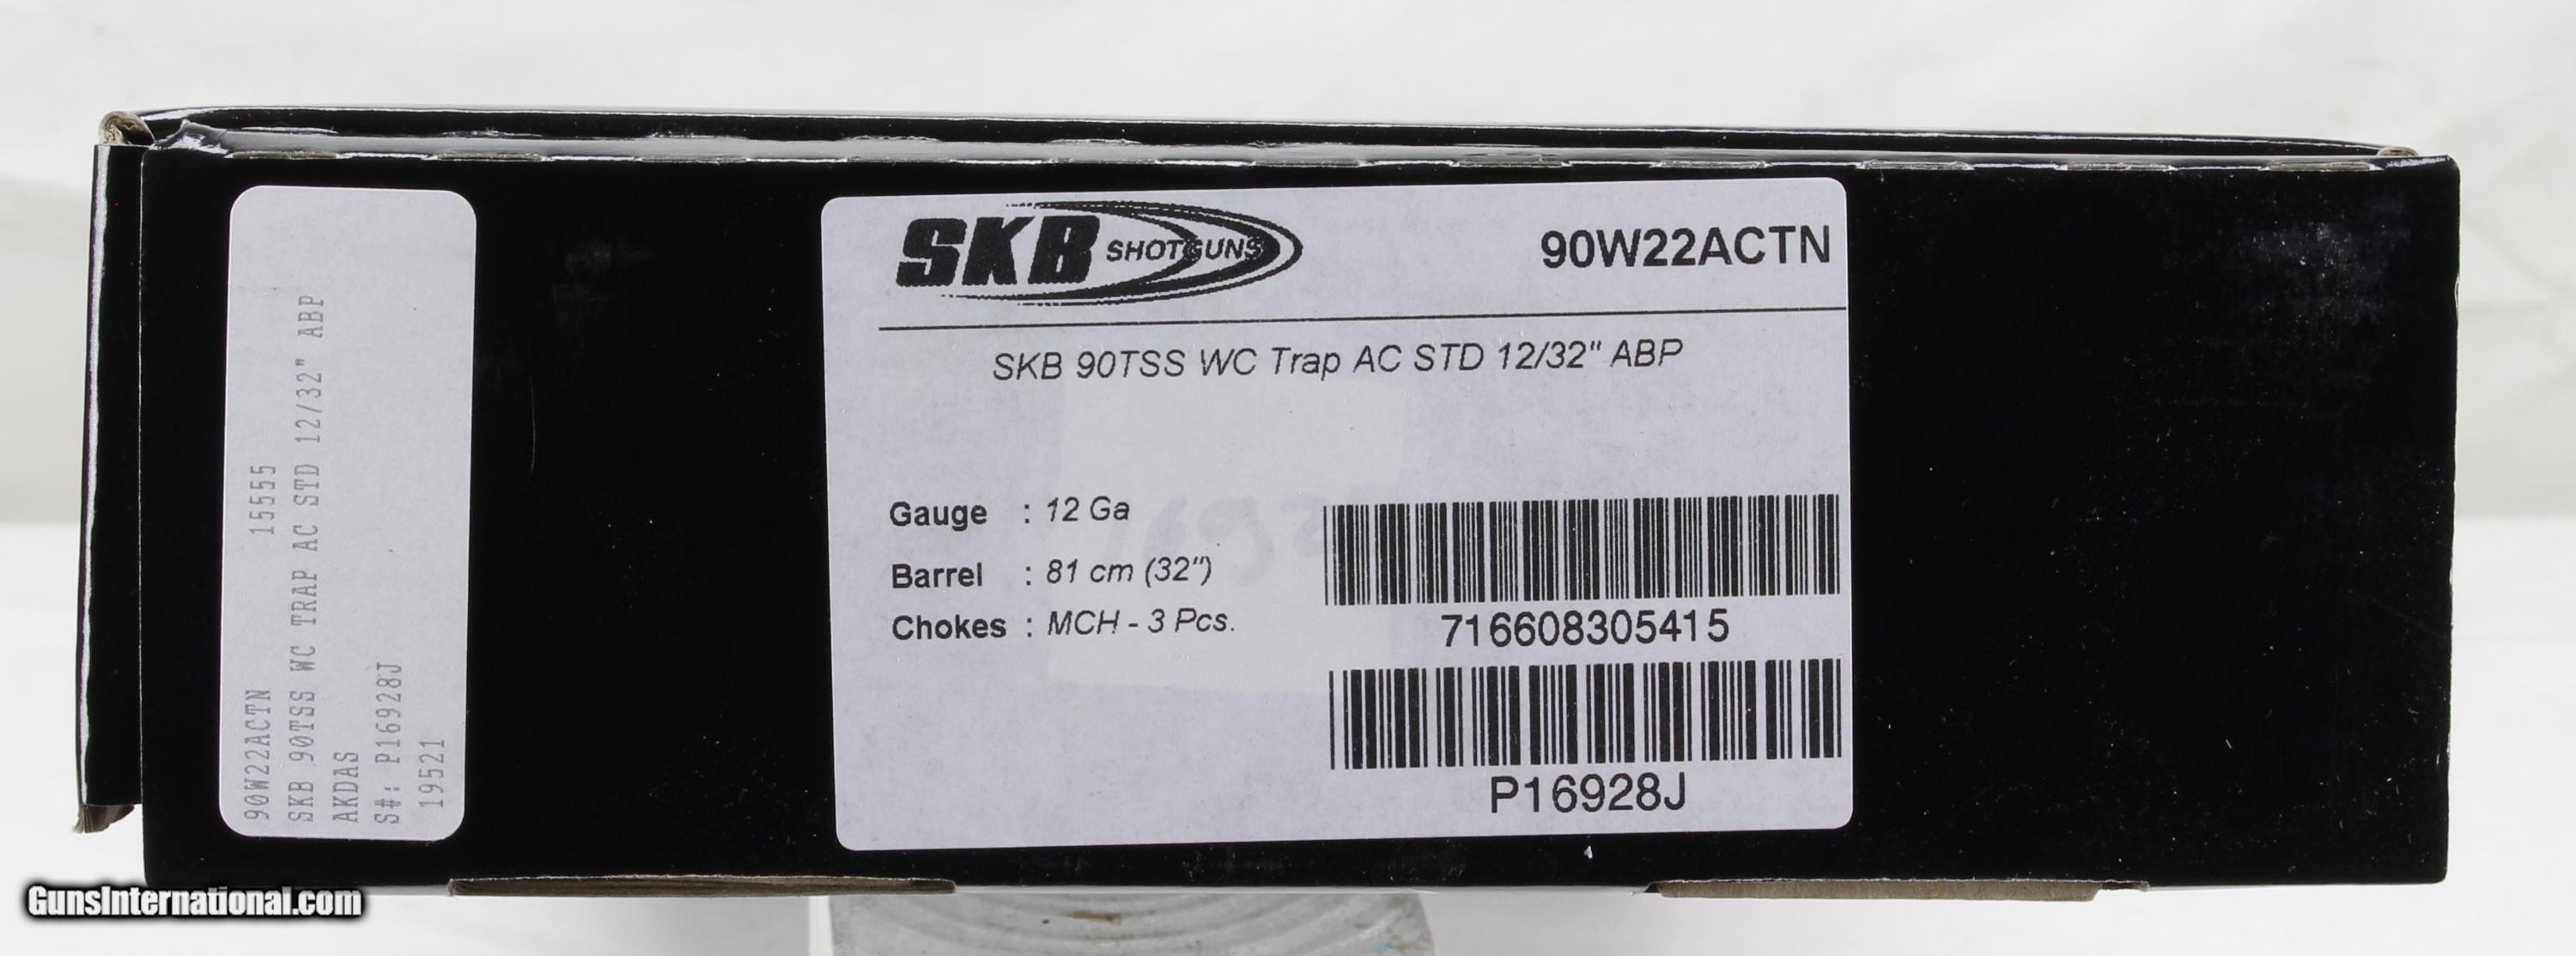 90W22ACTN 15555
SKB 90TSS WC TRAP AC STD 12/32" ABP
AKDAS
S#: P16928J
19521
SKB SHOTGUNS
90W22ACTN
SKB 90TSS WC Trap AC STD 12/32" ABP
Gauge : 12 Ga
Barrel : 81 cm (32")
Chokes : MCH - 3 Pcs.
716608305415
P16928J
GunsInternational.com